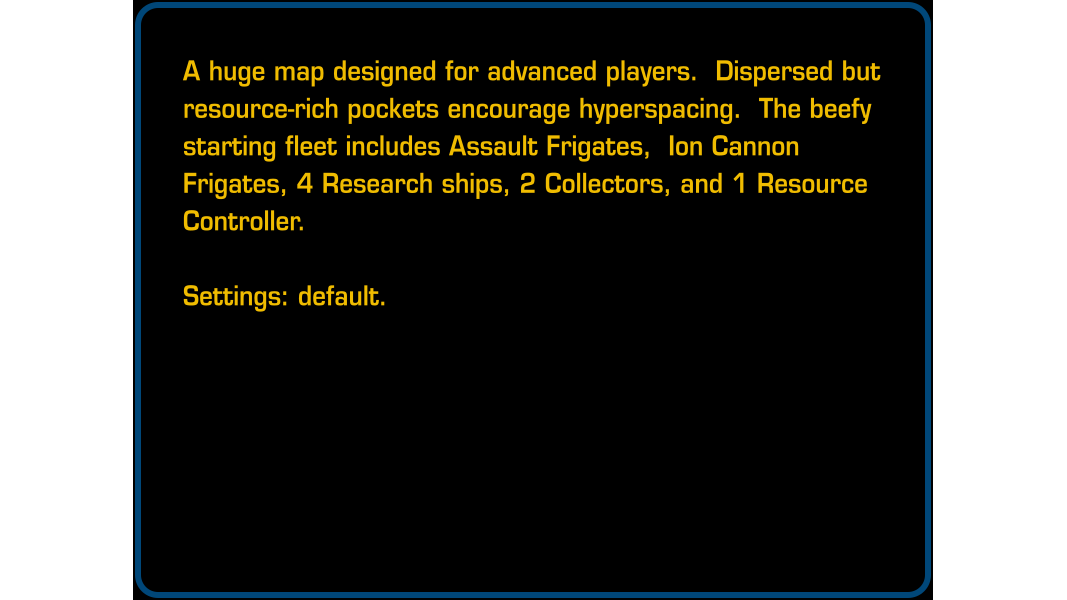 A huge map designed for advanced players.  Dispersed but
resource-rich pockets encourage hyperspacing.  The beefy
starting fleet includes Assault Frigates,  Ion Cannon
Frigates, 4 Research ships, 2 Collectors, and 1 Resource
Controller.

Settings: default.